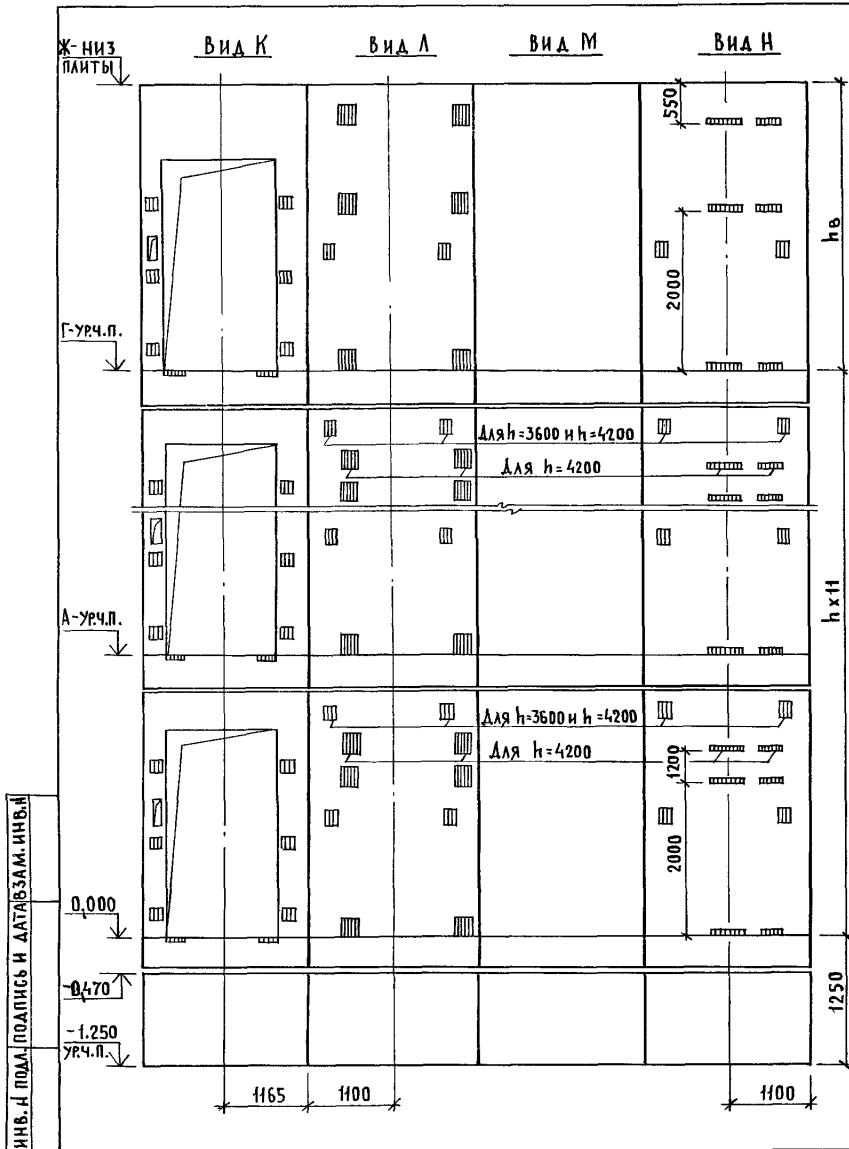 Вид К
Вид Л
Вид М
Вид Н
Ж-НИЗ
ПЛИТЫ
550
2000
hв
Г-УР.Ч.П.
Для h=3600 и h=4200
Для h=4200
А-УР.Ч.П.
h×11
Для h=3600 и h=4200
Для h=4200
1200
2000
0,000
-0,470
-1.250
УР.Ч.П.
1250
1165
1100
1100
ИНВ. № ПОДЛ.
ПОДПИСЬ И ДАТА
ВЗАМ. ИНВ. №